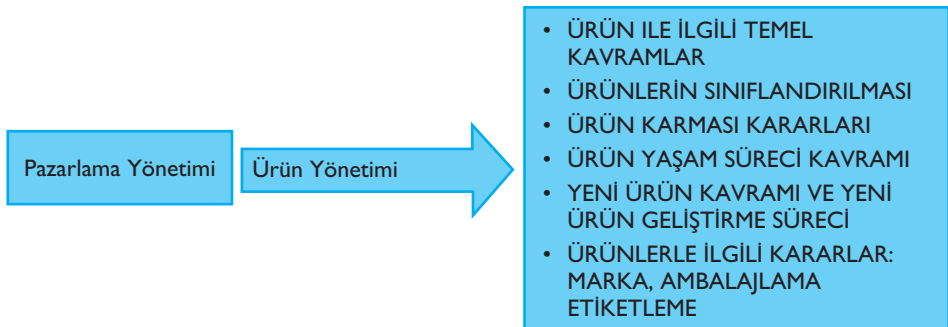 Pazarlama Yönetimi
Ürün Yönetimi
• ÜRÜN ILE İLGİLİ TEMEL
KAVRAMLAR
• ÜRÜNLERİN SINIFLANDIRILMASI
• ÜRÜN KARMASI KARARLARI
• ÜRÜN YAŞAM SÜRECİ KAVRAMI
• YENİ ÜRÜN KAVRAMI VE YENİ
ÜRÜN GELİŞTİRME SÜRECİ
• ÜRÜNLERLE İLGİLİ KARARLAR:
MARKA, AMBALAJLAMA
ETİKETLEME